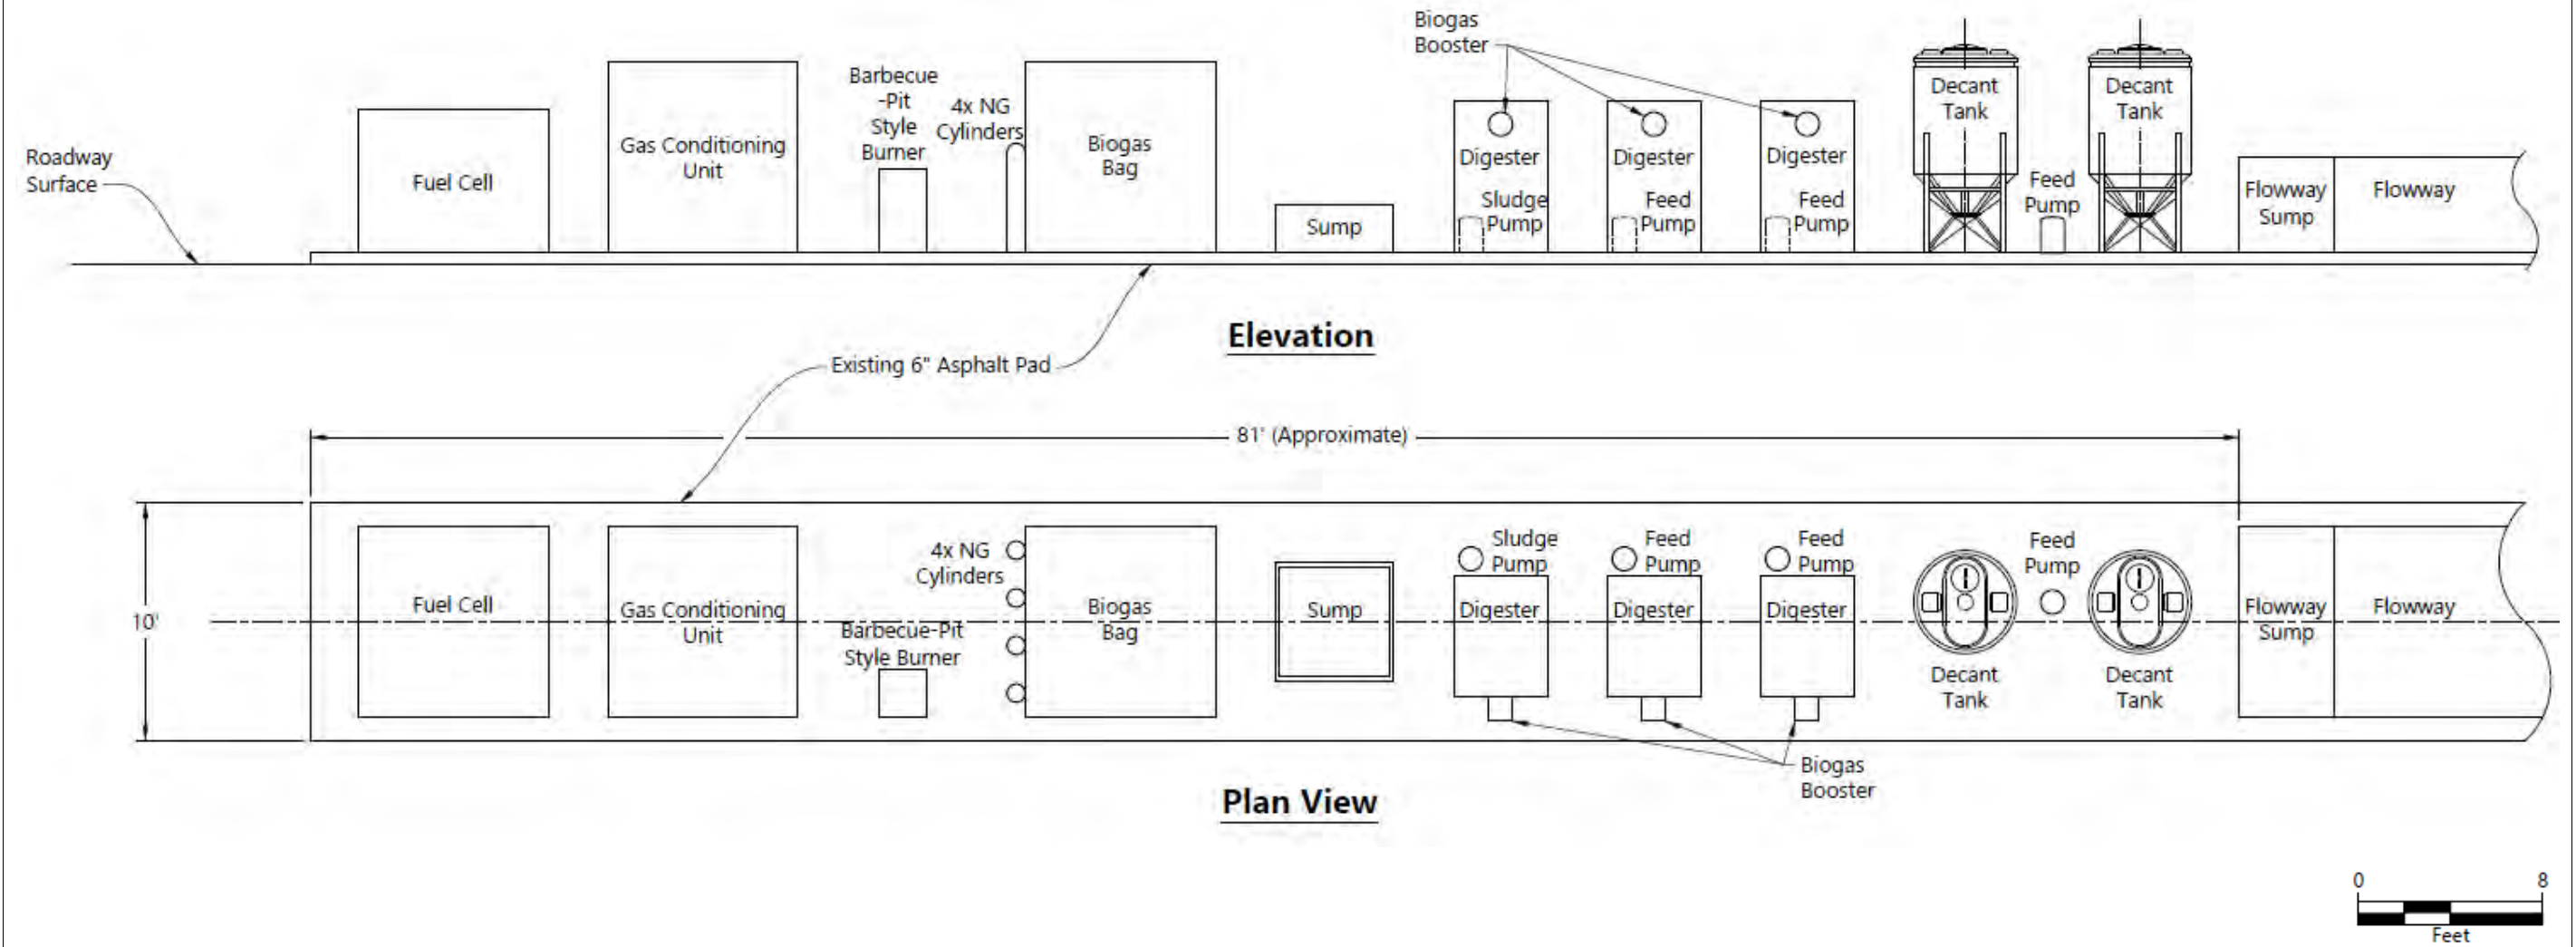 Biogas
Booster
Barbecue
-Pit
Style
Burner
4x NG
Cylinders
Roadway
Surface
Fuel Cell
Gas Conditioning
Unit
Biogas
Bag
Sump
Digester
Sludge
Pump
Digester
Feed
Pump
Digester
Feed
Pump
Decant
Tank
Feed
Pump
Decant
Tank
Flowway
Sump
Flowway
Elevation
Existing 6" Asphalt Pad
81' (Approximate)
10'
Fuel Cell
Gas Conditioning
Unit
4x NG
Cylinders
Barbecue-Pit
Style Burner
Biogas
Bag
Sump
Sludge
Pump
Digester
Feed
Pump
Digester
Feed
Pump
Digester
Decant
Tank
Feed
Pump
Decant
Tank
Flowway
Sump
Flowway
Biogas
Booster
Plan View
0 8
Feet